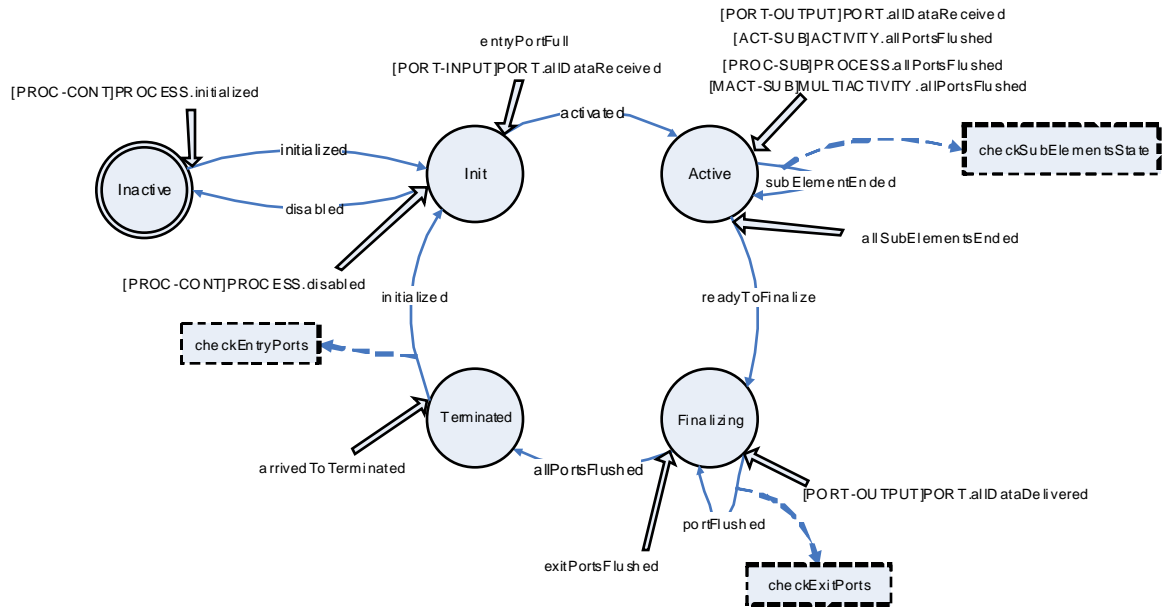 [PORT-OUTPUT]PORT.allDataReceived
[ACT-SUB]ACTIVITY.allPortsFlushed
entryPortFull
[PORT-INPUT]PORT.allDataReceived
[PROC-SUB]PROCESS.allPortsFlushed
[MACT-SUB]MULTIACTIVITY.allPortsFlushed
[PROC-CONT]PROCESS.initialized
activated
initialized
checkSubElementsState
Inactive
Init
Active
subElementEnded
disabled
allSubElementsEnded
[PROC-CONT]PROCESS.disabled
initialized
readyToFinalize
checkEntryPorts
Terminated
Finalizing
arrivedToTerminated
allPortsFlushed
[PORT-OUTPUT]PORT.allDataDelivered
portFlushed
exitPortsFlushed
checkExitPorts